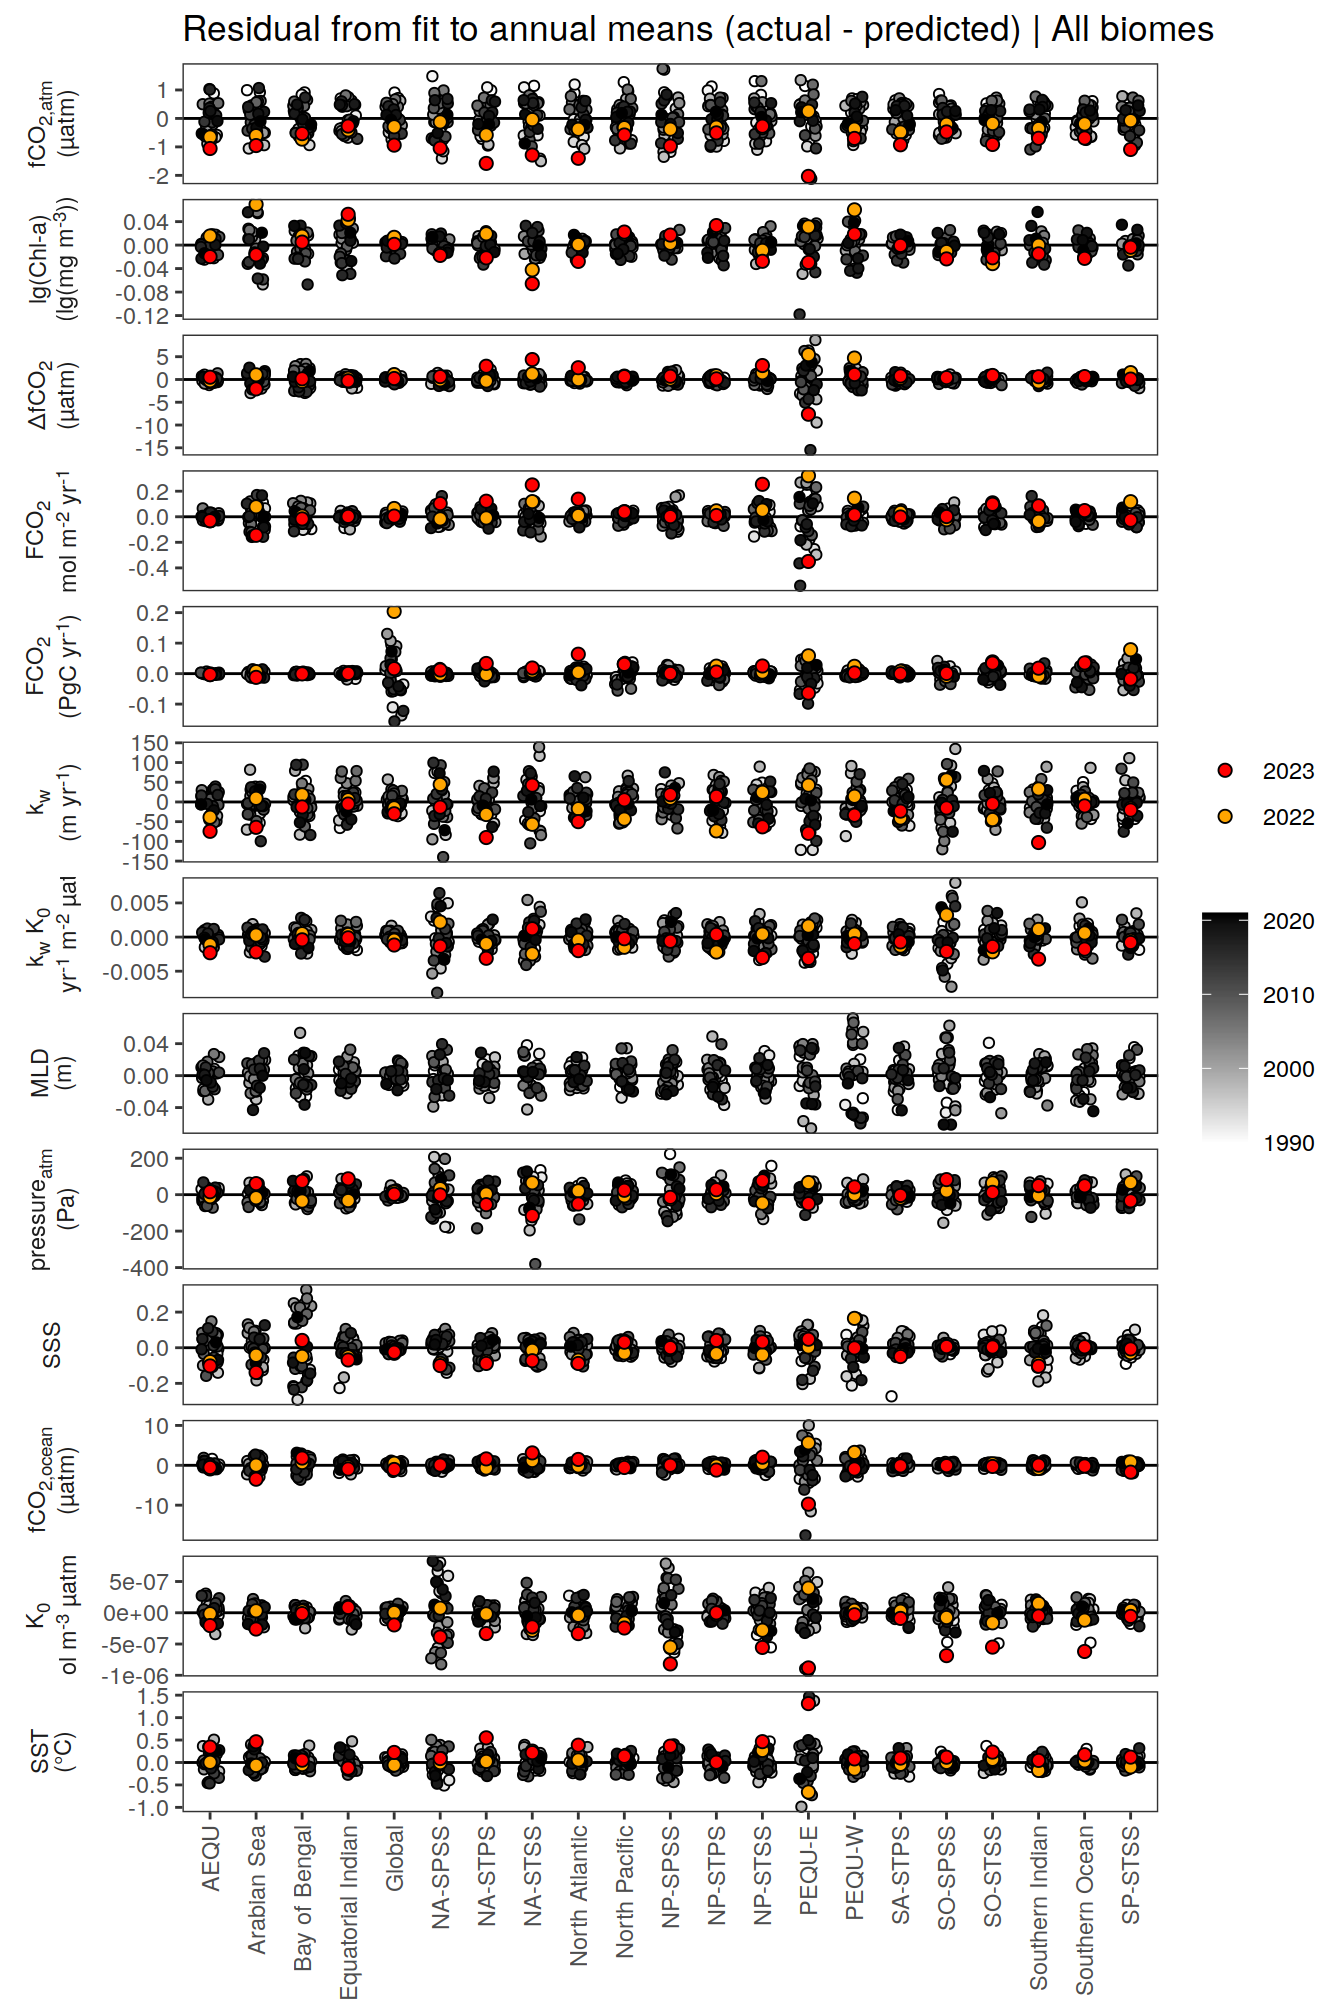 Residual from fit to annual means (actual - predicted) | All biomes
fCO2,atm
(µatm)
1
0
-1
-2
lg(Chl-a)
(lg(mg m-3))
0.04
0.00
-0.04
-0.08
-0.12
ΔfCO2
(µatm)
5
0
-5
-10
-15
FCO2
mol m-2 yr-1
0.2
0.0
-0.2
-0.4
FCO2
(PgC yr-1)
0.2
0.1
0.0
-0.1
kw
(m yr-1)
150
100
50
0
-50
-100
-150
kw K0
yr-1 m-2 µat
0.005
0.000
-0.005
MLD
(m)
0.04
0.00
-0.04
pressureatm
(Pa)
200
0
-200
-400
SSS
0.2
0.0
-0.2
fCO2,ocean
(µatm)
10
0
-10
K0
ol m-3 µatm
5e-07
0e+00
-5e-07
-1e-06
SST
(°C)
1.5
1.0
0.5
0.0
-0.5
-1.0
AEQU
Arabian Sea
Bay of Bengal
Equatorial Indian
Global
NA-SPSS
NA-STPS
NA-STSS
North Atlantic
North Pacific
NP-SPSS
NP-STPS
NP-STSS
PEQU-E
PEQU-W
SA-STPS
SO-SPSS
SO-STSS
Southern Indian
Southern Ocean
SP-STSS
2023
2022
2020
2010
2000
1990